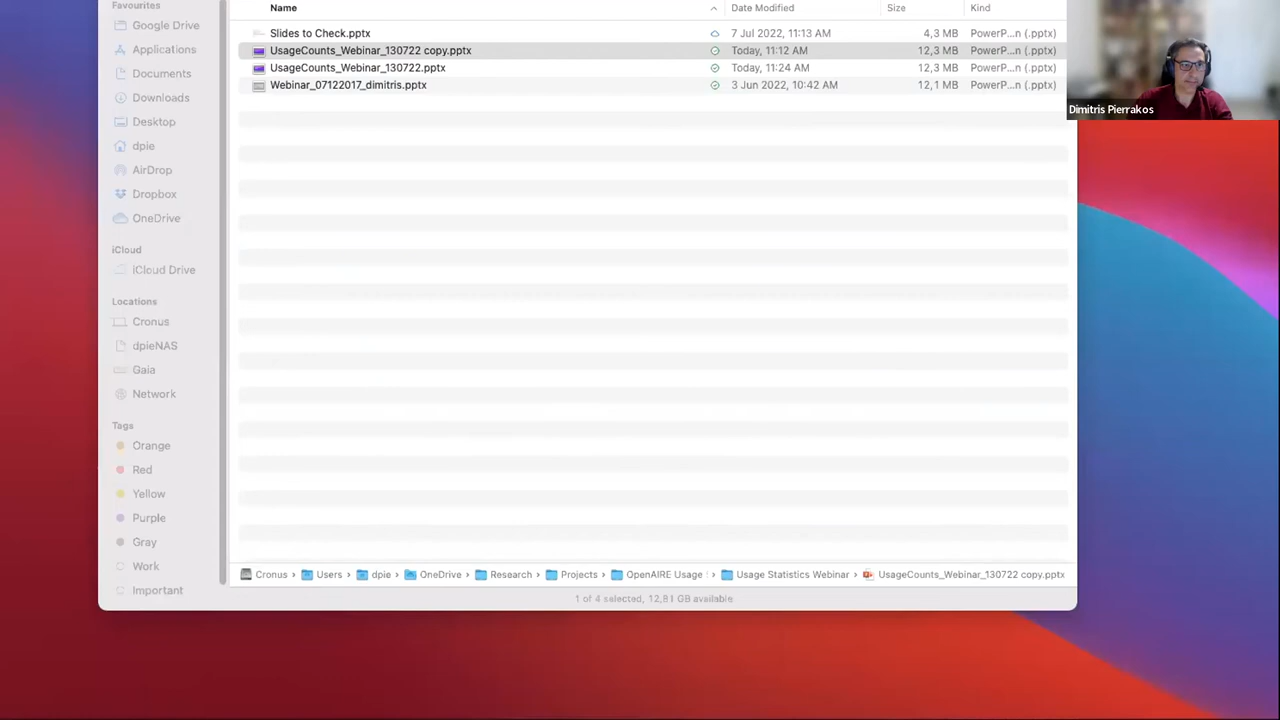 Favourites
Google Drive
Applications
Documents
Downloads
Desktop
dpie
AirDrop
Dropbox
OneDrive
iCloud
iCloud Drive
Locations
Cronus
dpieNAS
Gaia
Network
Tags
Orange
Red
Yellow
Purple
Gray
Work
Important
Name Date Modified Size Kind
Slides to Check.pptx 7 Jul 2022, 11:13 AM 4,3 MB PowerP...n (.pptx)
UsageCounts_Webinar_130722 copy.pptx Today, 11:12 AM 12,3 MB PowerP...n (.pptx)
UsageCounts_Webinar_130722.pptx Today, 11:24 AM 12,3 MB PowerP...n (.pptx)
Webinar_07122017_dimitris.pptx 3 Jun 2022, 10:42 AM 12,1 MB PowerP...n (.pptx)
Cronus › Users › dpie › OneDrive › Research › Projects › OpenAIRE Usage › Usage Statistics Webinar › UsageCounts_Webinar_130722 copy.pptx
1 of 4 selected, 12,81 GB available
Dimitris Pierrakos